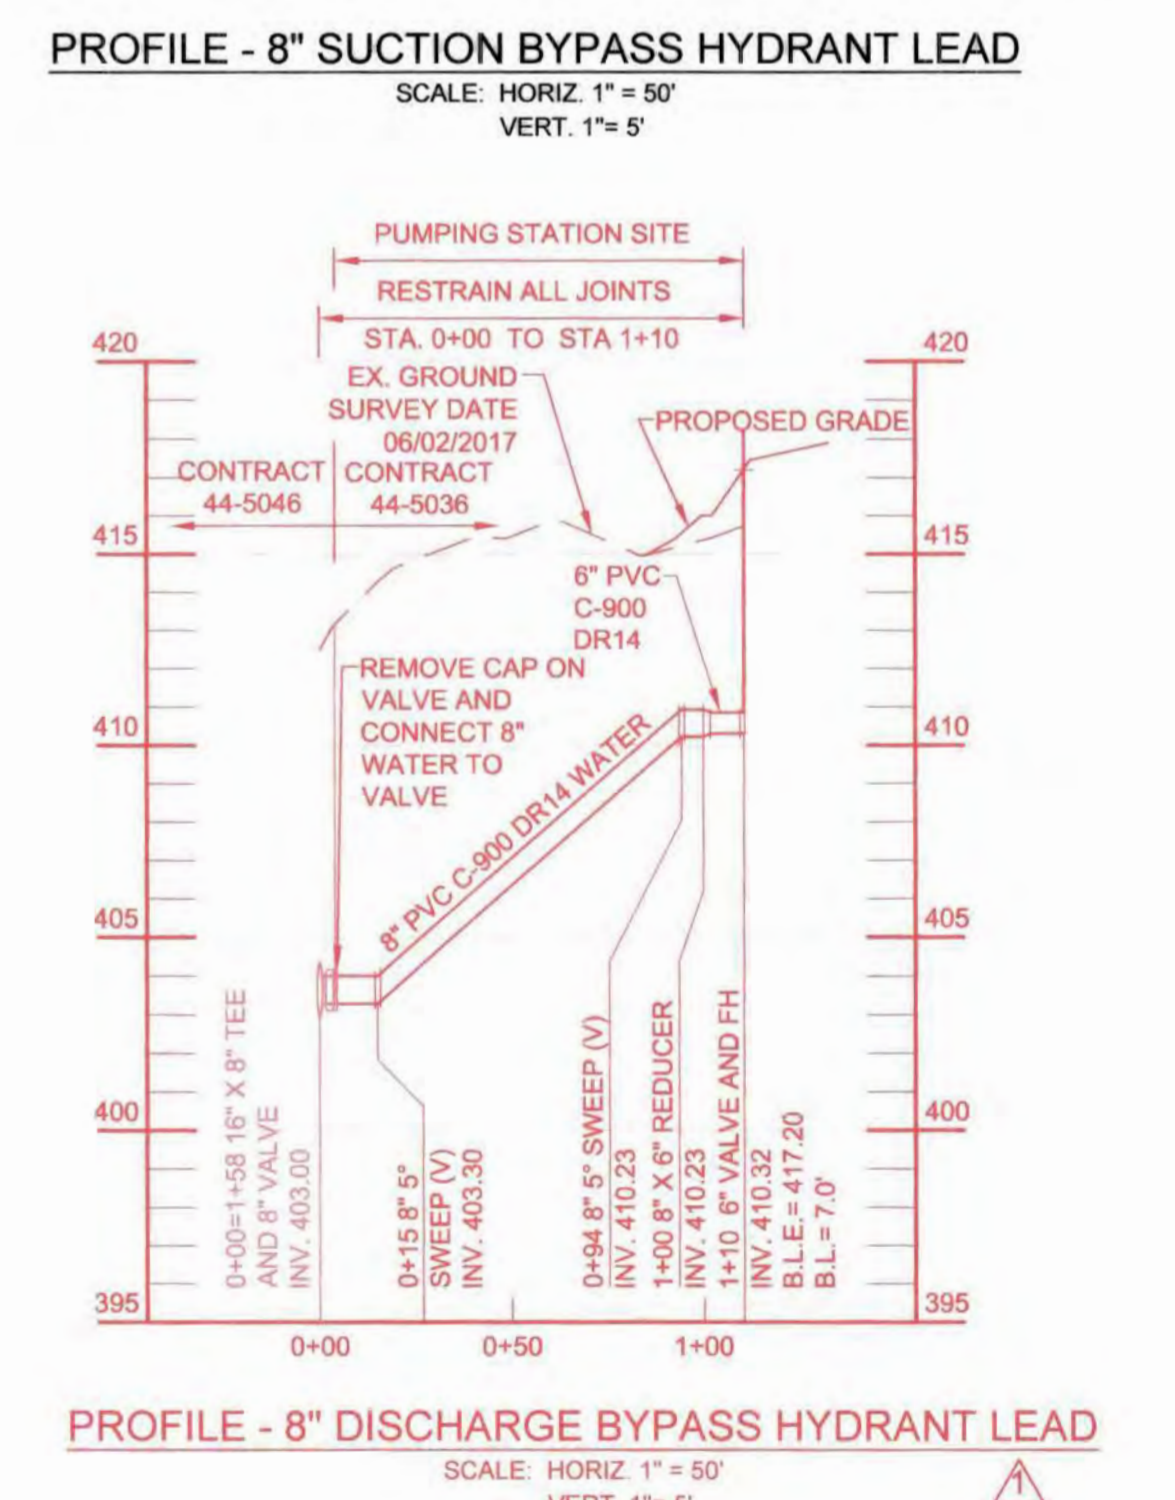 PROFILE - 8" SUCTION BYPASS HYDRANT LEAD
SCALE: HORIZ. 1" = 50'
VERT. 1"= 5'
PUMPING STATION SITE
RESTRAIN ALL JOINTS
STA. 0+00 TO STA 1+10
420
420
EX. GROUND
SURVEY DATE
06/02/2017
PROPOSED GRADE
CONTRACT
44-5046
CONTRACT
44-5036
415
415
6" PVC
C-900
DR14
REMOVE CAP ON
VALVE AND
CONNECT 8"
WATER TO
VALVE
8" PVC C-900 DR14 WATER
410
410
405
405
400
400
395
395
0+00=1+58 16" X 8" TEE
AND 8" VALVE
INV. 403.00
0+15 8" 5°
SWEEP (V)
INV. 403.30
0+94 8" 5° SWEEP (V)
INV. 410.23
1+00 8" X 6" REDUCER
INV. 410.23
1+10 6" VALVE AND FH
INV. 410.32
B.L.E.= 417.20
B.L.= 7.0'
0+00
0+50
1+00
PROFILE - 8" DISCHARGE BYPASS HYDRANT LEAD
SCALE: HORIZ. 1" = 50'
VERT. 1"= 5'
1